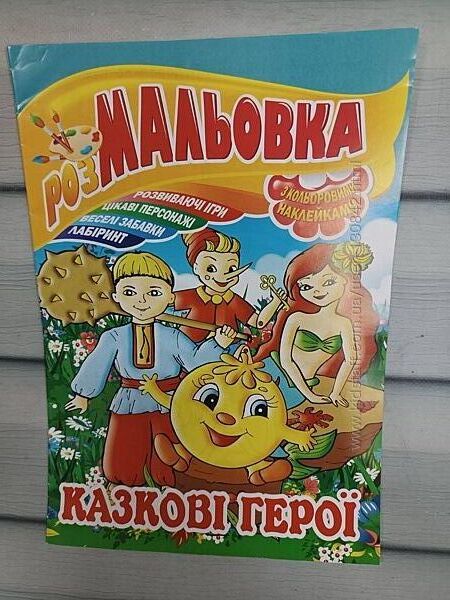 РОЗМАЛЬОВКА
РОЗВИВАЮЧІ ІГРИ
ЦІКАВІ ПЕРСОНАЖІ
ВЕСЕЛІ ЗАБАВКИ
ЛАБІРИНТ
З КОЛЬОРОВИМИ
НАКЛЕЙКАМИ
КАЗКОВІ ГЕРОЇ